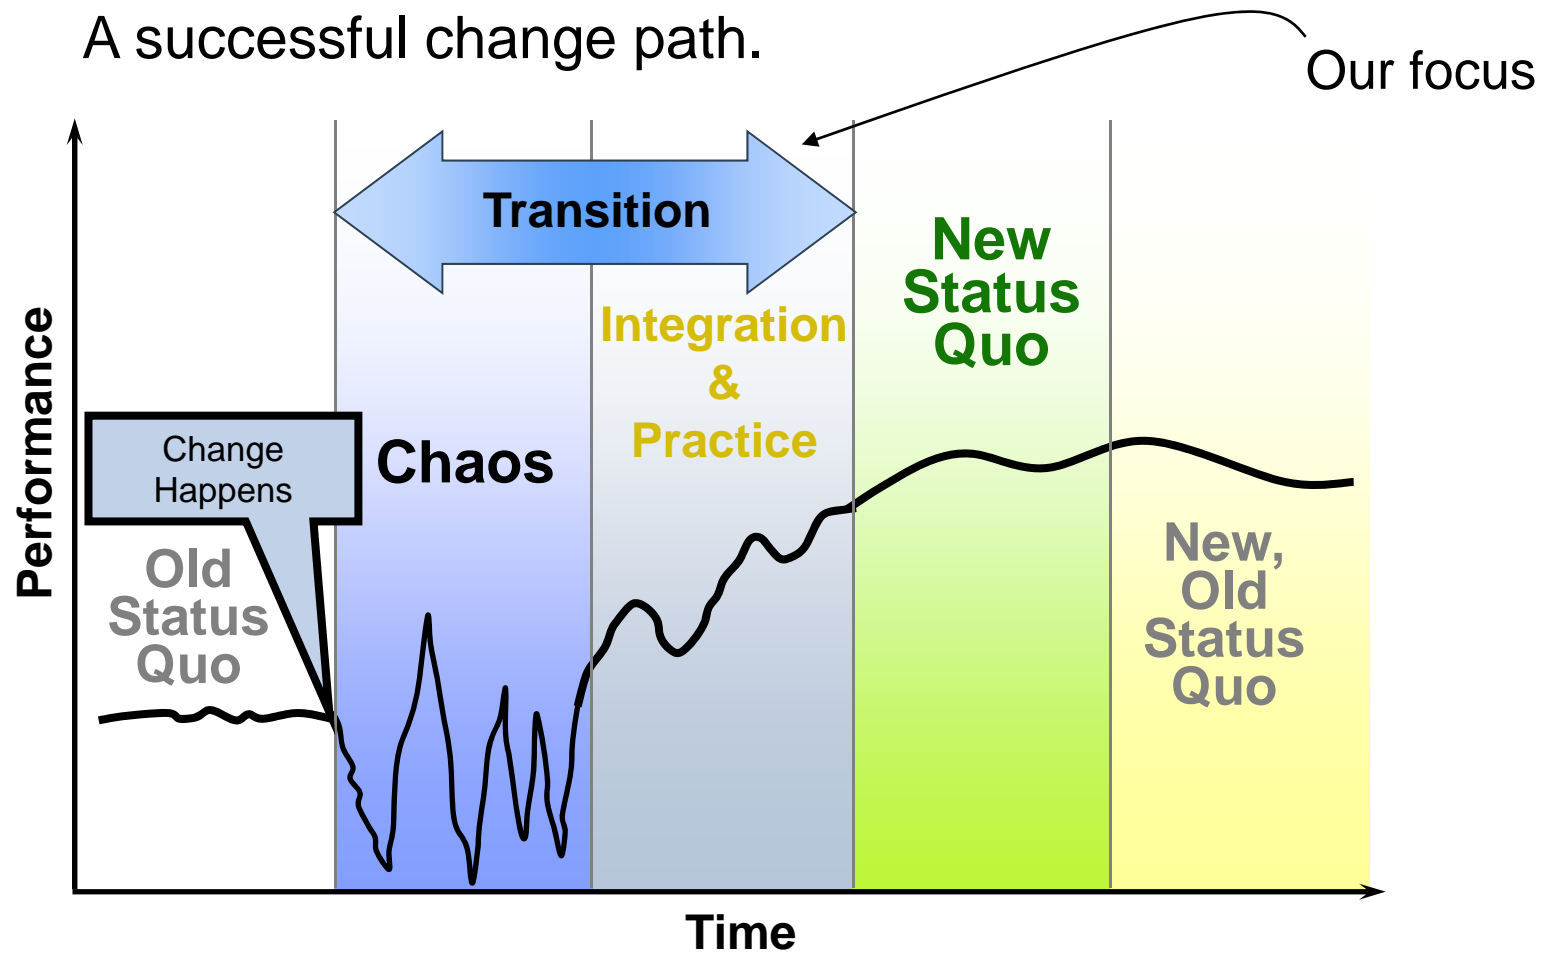 A successful change path.
Our focus
Transition
New
Status
Quo
Integration
&
Practice
Chaos
Change
Happens
Old
Status
Quo
New,
Old
Status
Quo
Performance
Time